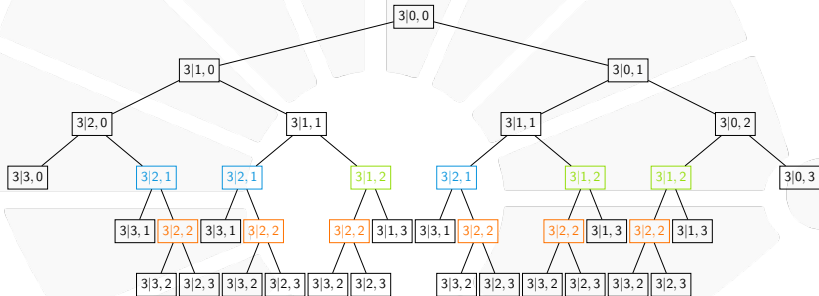 3|0, 0
3|1, 0 3|0, 1
3|2, 0 3|1, 1 3|1, 1 3|0, 2
3|3, 0 3|2, 1 3|2, 1 3|1, 2 3|2, 1 3|1, 2 3|1, 2 3|0, 3
3|3, 1 3|2, 2 3|3, 1 3|2, 2 3|2, 2 3|1, 3 3|3, 1 3|2, 2 3|2, 2 3|1, 3 3|2, 2 3|1, 3
3|3, 2 3|2, 3 3|3, 2 3|2, 3 3|3, 2 3|2, 3 3|3, 2 3|2, 3 3|3, 2 3|2, 3 3|3, 2 3|2, 3